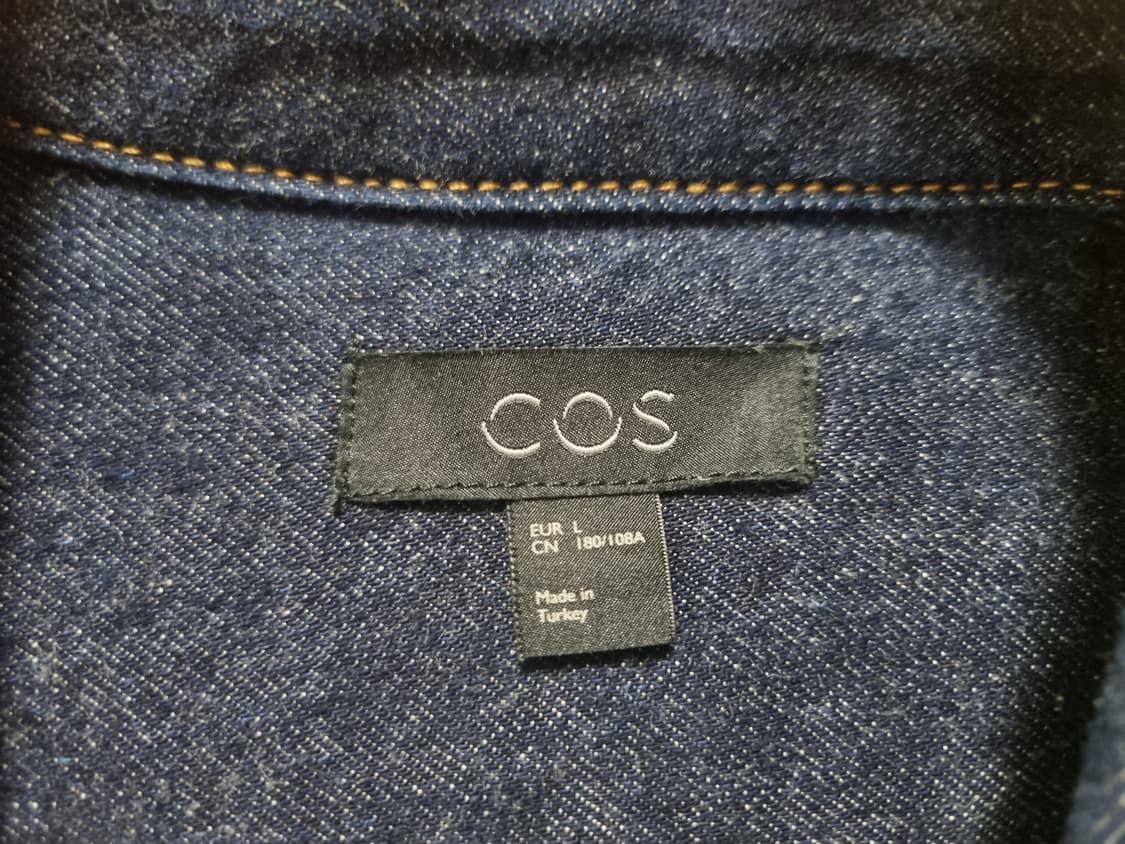 COS
EUR L
CN 180/108A
Made in
Turkey